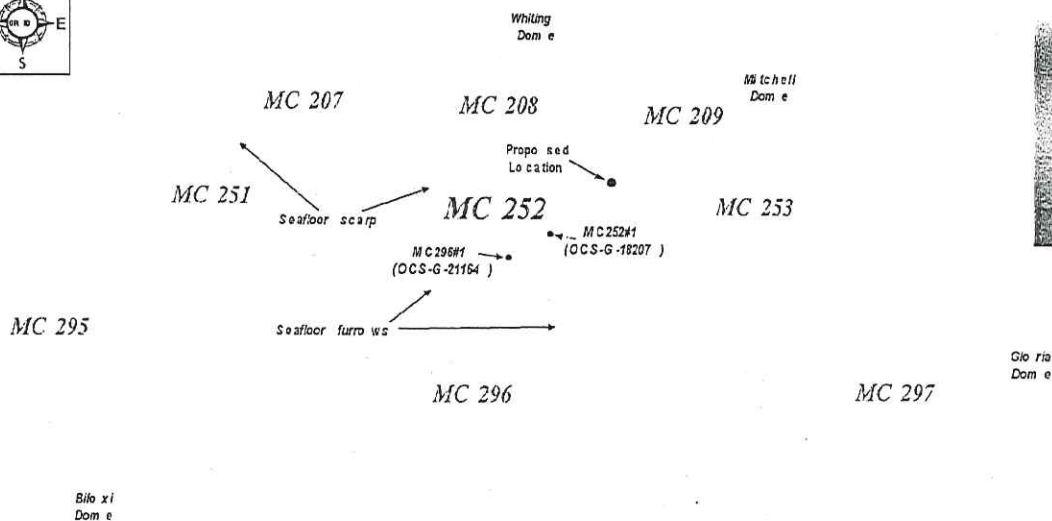 E
S
Whiting
Dome
Mitchell
Dome
MC 207
MC 208
MC 209
Proposed
Location
MC 251
Seafloor scarp
MC 252
MC 253
MC252#1
(OCS-G-18207 )
MC296#1
(OCS-G-21164 )
MC 295
Seafloor furrows
Gloria
Dome
MC 296
MC 297
Biloxi
Dome